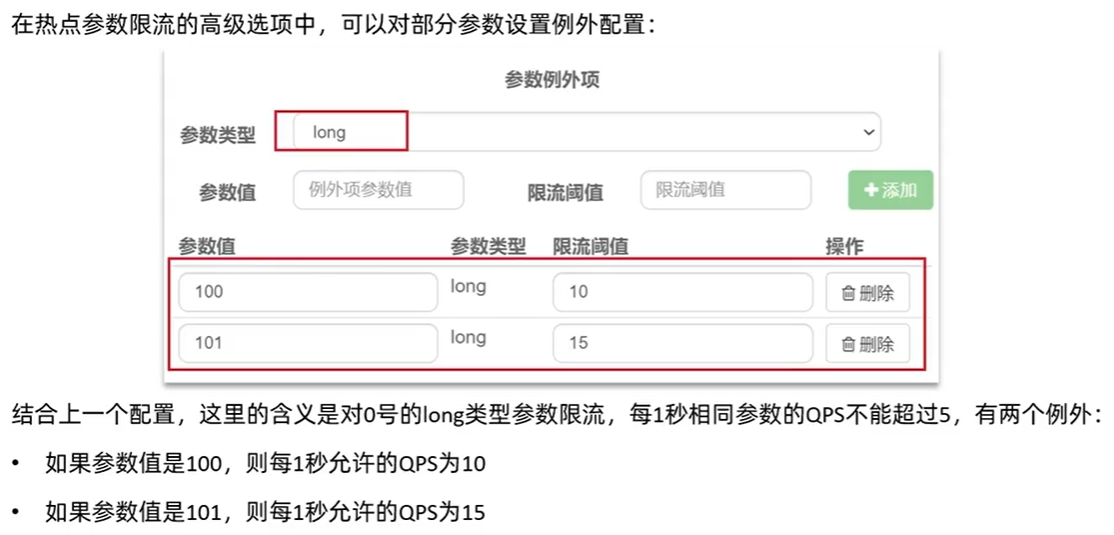 在热点参数限流的高级选项中，可以对部分参数设置例外配置：
参数例外项
参数类型 long
参数值 例外项参数值 限流阈值 限流阈值 添加
参数值 参数类型 限流阈值 操作
100 long 10 删除
101 long 15 删除
结合上一个配置，这里的含义是对0号的long类型参数限流，每1秒相同参数的QPS不能超过5，有两个例外：
• 如果参数值是100，则每1秒允许的QPS为10
• 如果参数值是101，则每1秒允许的QPS为15